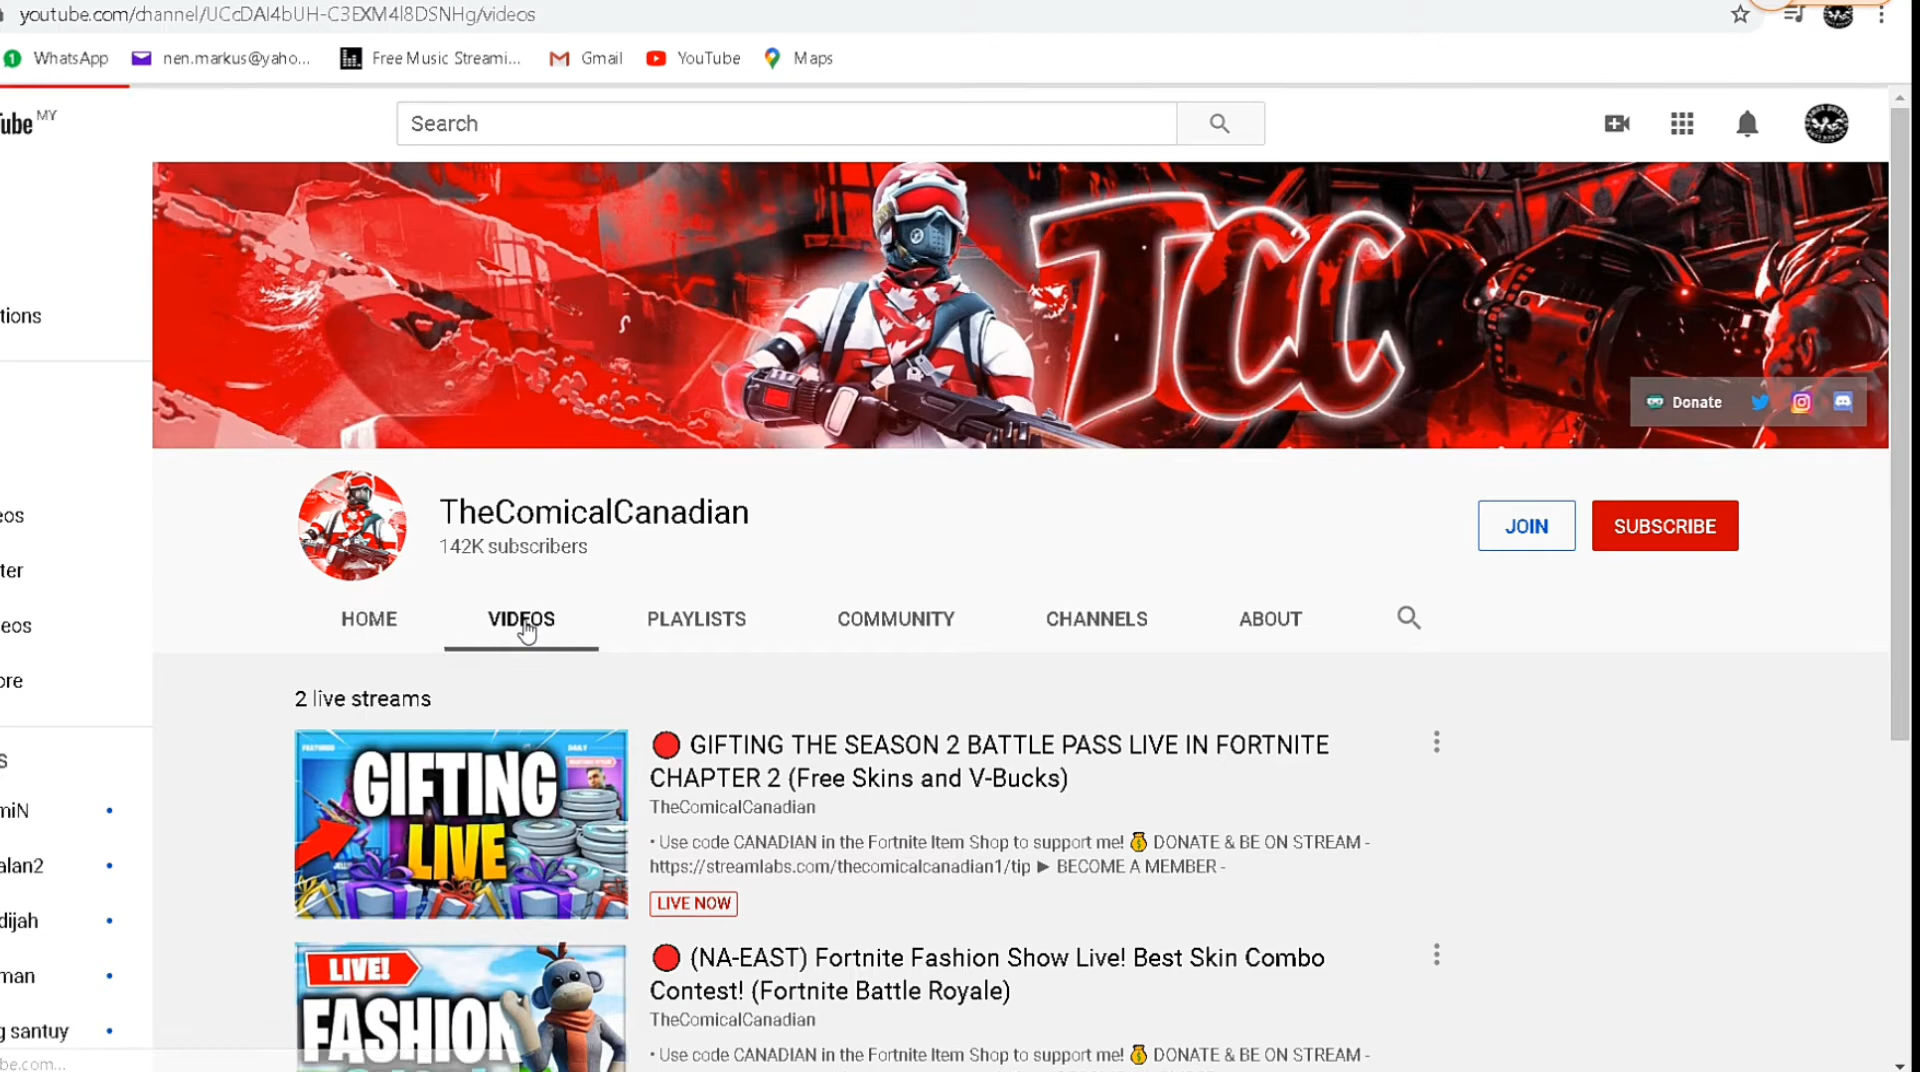 youtube.com/channel/UCcDAl4bUH-C3EXM4l8DSNHg/videos
WhatsApp nen.markus@yaho... Free Music Streami... Gmail YouTube Maps
Tube MY
Search
TCC
Donate
TheComicalCanadian
142K subscribers
JOIN SUBSCRIBE
HOME VIDEOS PLAYLISTS COMMUNITY CHANNELS ABOUT
2 live streams
GIFTING
LIVE
🔴 GIFTING THE SEASON 2 BATTLE PASS LIVE IN FORTNITE
CHAPTER 2 (Free Skins and V-Bucks)
TheComicalCanadian
• Use code CANADIAN in the Fortnite Item Shop to support me! 💰 DONATE & BE ON STREAM -
https://streamlabs.com/thecomicalcanadian1/tip ► BECOME A MEMBER -
LIVE NOW
LIVE!
FASHION
🔴 (NA-EAST) Fortnite Fashion Show Live! Best Skin Combo
Contest! (Fortnite Battle Royale)
TheComicalCanadian
• Use code CANADIAN in the Fortnite Item Shop to support me! 💰 DONATE & BE ON STREAM -
tions
eos
ter
eos
ore
S
miN
alan2
dijah
man
g santuy
be.com...